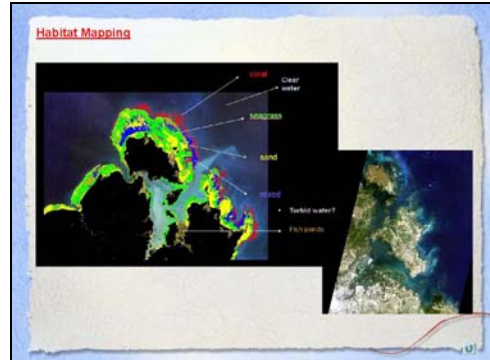 Habitat Mapping
coral
Clear
water
seagrass
sand
mixed
Turbid water?
Fish ponds